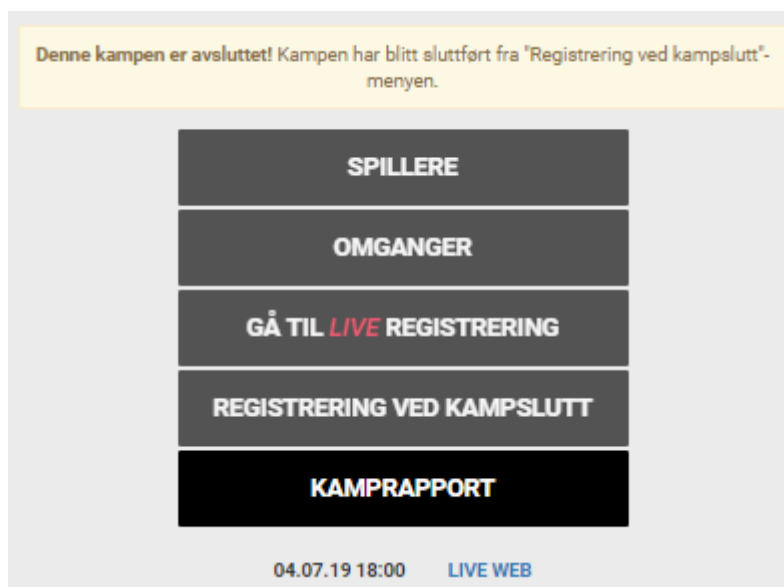 Denne kampen er avsluttet! Kampen har blitt sluttført fra "Registrering ved kampslutt"-
menyen.
SPILLERE
OMGANGER
GÅ TIL LIVE REGISTRERING
REGISTRERING VED KAMPSLUTT
KAMPRAPPORT
04.07.19 18:00 LIVE WEB